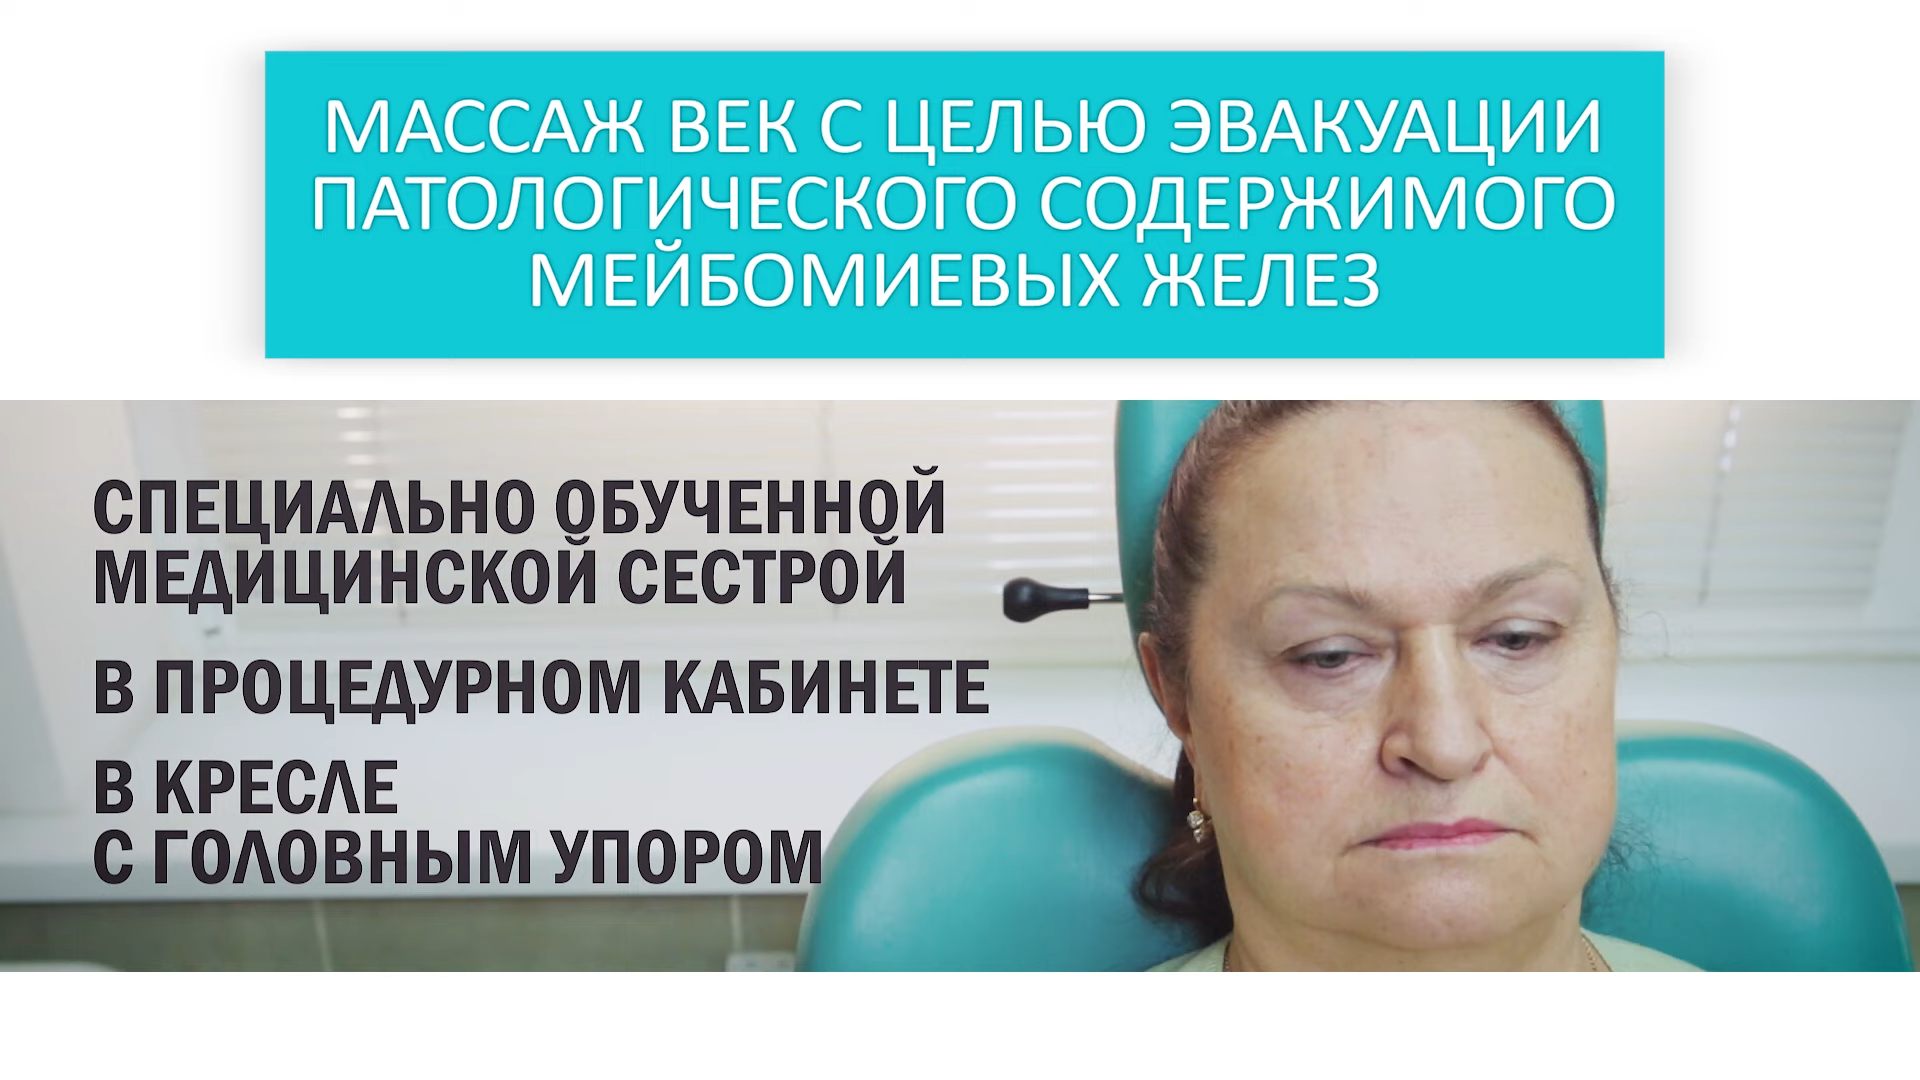 МАССАЖ ВЕК С ЦЕЛЬЮ ЭВАКУАЦИИ
ПАТОЛОГИЧЕСКОГО СОДЕРЖИМОГО
МЕЙБОМИЕВЫХ ЖЕЛЕЗ
СПЕЦИАЛЬНО ОБУЧЕННОЙ
МЕДИЦИНСКОЙ СЕСТРОЙ
В ПРОЦЕДУРНОМ КАБИНЕТЕ
В КРЕСЛЕ
С ГОЛОВНЫМ УПОРОМ